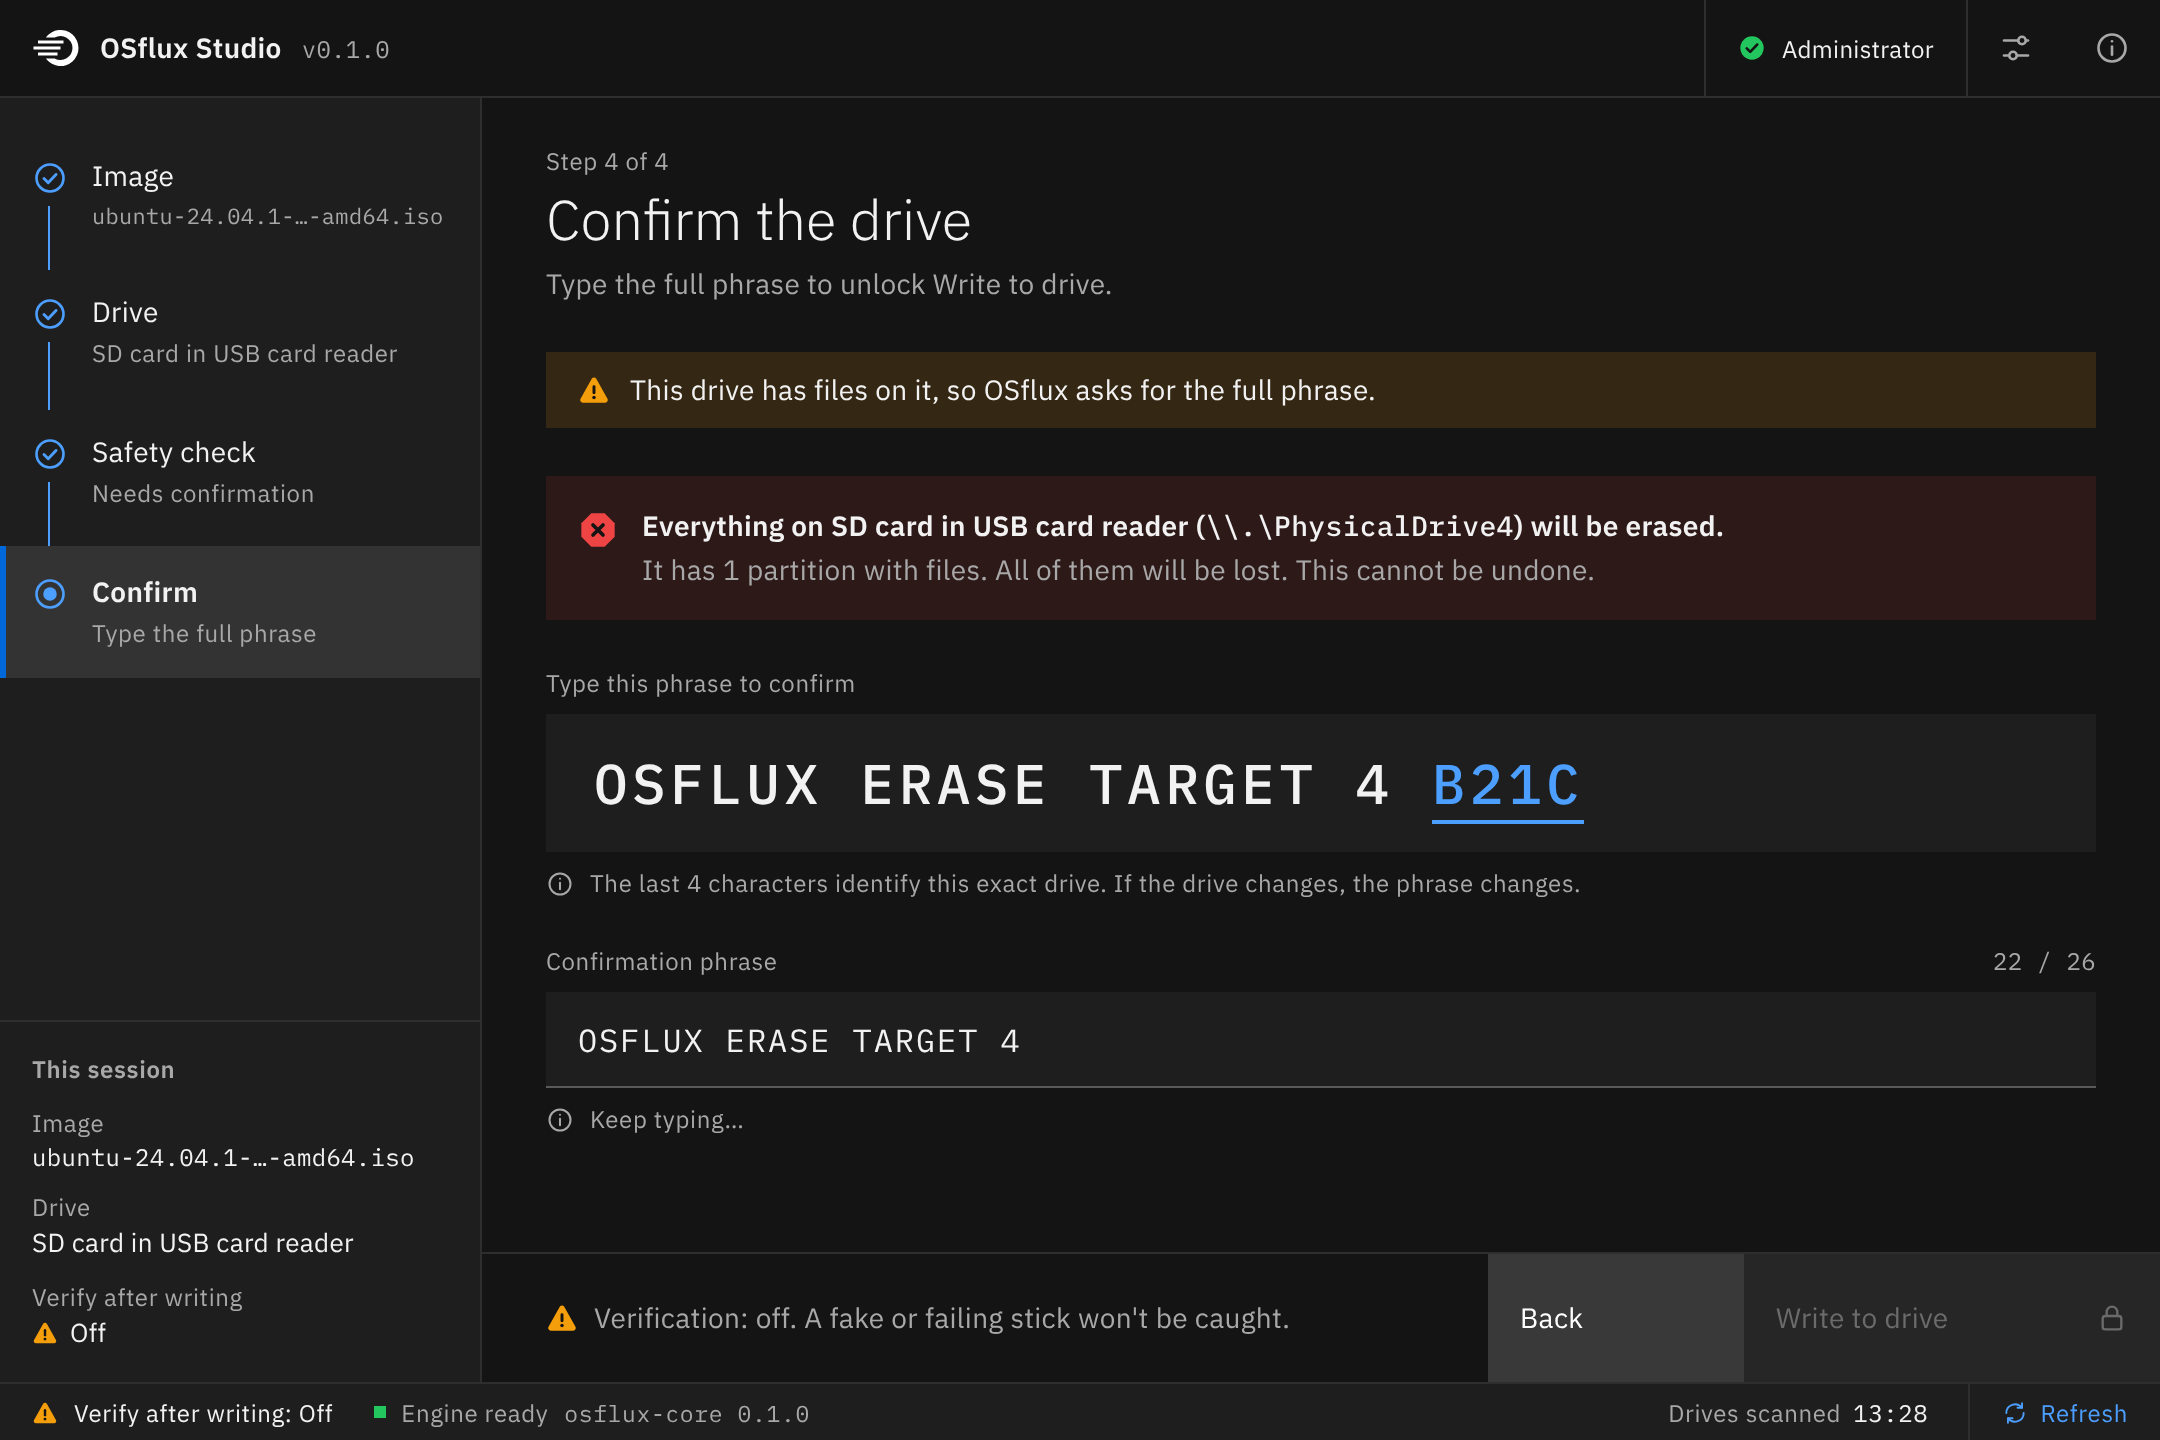 OSflux Studio v0.1.0
Administrator
Image
ubuntu-24.04.1-…-amd64.iso
Drive
SD card in USB card reader
Safety check
Needs confirmation
Confirm
Type the full phrase
This session
Image
ubuntu-24.04.1-…-amd64.iso
Drive
SD card in USB card reader
Verify after writing
Off
Step 4 of 4
Confirm the drive
Type the full phrase to unlock Write to drive.
This drive has files on it, so OSflux asks for the full phrase.
Everything on SD card in USB card reader (\\.\PhysicalDrive4) will be erased.
It has 1 partition with files. All of them will be lost. This cannot be undone.
Type this phrase to confirm
OSFLUX ERASE TARGET 4 B21C
The last 4 characters identify this exact drive. If the drive changes, the phrase changes.
Confirmation phrase 22 / 26
OSFLUX ERASE TARGET 4
Keep typing…
Verification: off. A fake or failing stick won't be caught.
Back
Write to drive
Verify after writing: Off Engine ready osflux-core 0.1.0 Drives scanned 13:28 Refresh